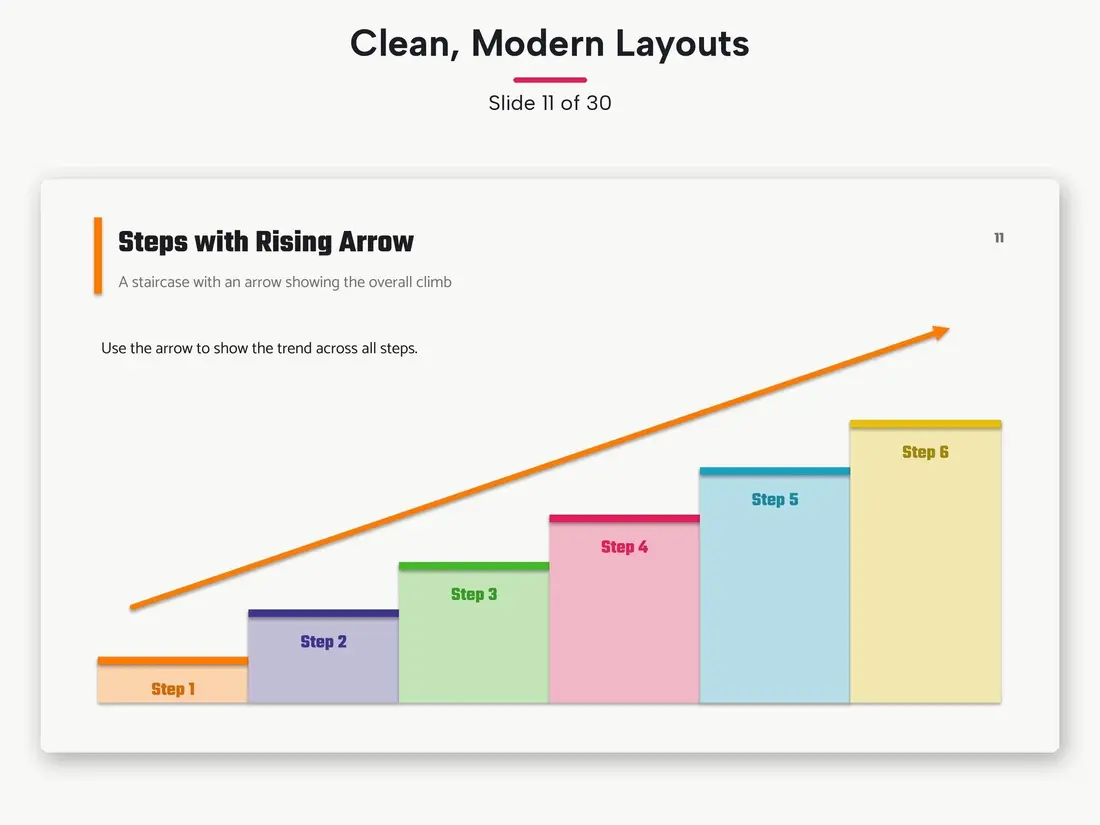 Clean, Modern Layouts
Slide 11 of 30
Steps with Rising Arrow
11
A staircase with an arrow showing the overall climb
Use the arrow to show the trend across all steps.
Step 6
Step 5
Step 4
Step 3
Step 2
Step 1